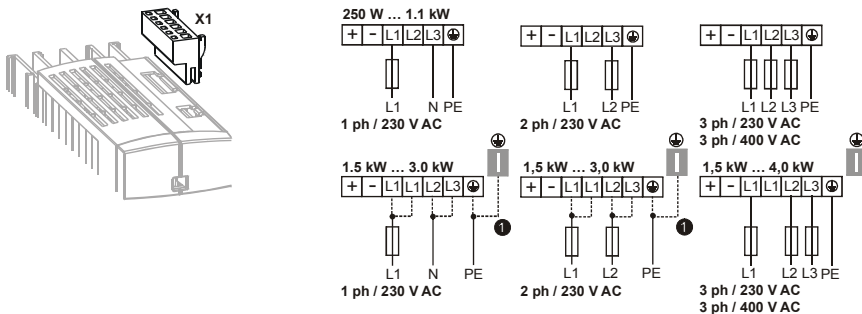 X1
250 W ... 1.1 kW
+ − L1 L2 L3
L1 N PE
1 ph / 230 V AC
+ − L1 L2 L3
L1 L2 PE
2 ph / 230 V AC
+ − L1 L2 L3
L1 L2 L3 PE
3 ph / 230 V AC
3 ph / 400 V AC
1.5 kW ... 3.0 kW
+ − L1 L1 L2 L3
1
L1 N PE
1 ph / 230 V AC
1,5 kW ... 3,0 kW
+ − L1 L1 L2 L3
1
L1 L2 PE
2 ph / 230 V AC
1,5 kW ... 4,0 kW
+ − L1 L1 L2 L3
L1 L2 L3 PE
3 ph / 230 V AC
3 ph / 400 V AC